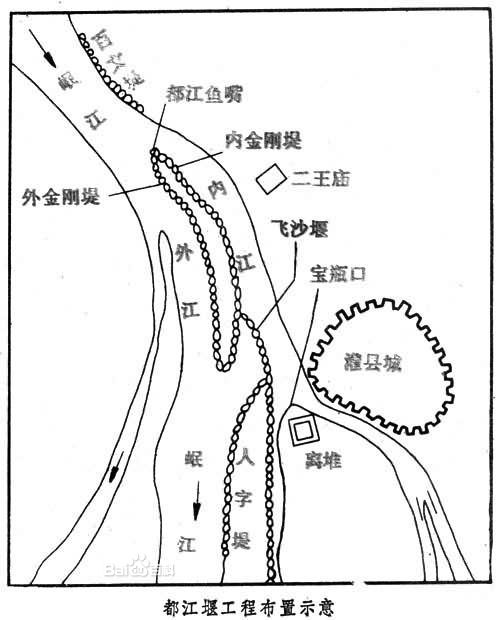 百丈堤
岷江
都江鱼嘴
内金刚堤
外金刚堤
内江
二王庙
飞沙堰
外江
宝瓶口
灌县城
离堆
岷江
人字堤
Bai百科
都江堰工程布置示意